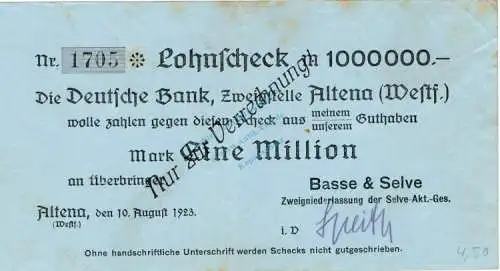 Nr. 1705 ※ Lohnscheck M 1000000.—
Die Deutsche Bank, Zweigstelle Altena (Westf.)
wolle zahlen gegen diesen Scheck aus meinem unserem Guthaben
Mark Eine Million
an Überbringer
Nur zur Verrechnung!
Basse & Selve
Zweigniederlassung der Selve-Akt.-Ges.
Altena, den 10. August 1923.
(Westf.)
i. V
Ohne handschriftliche Unterschrift werden Schecks nicht gutgeschrieben.
4,50